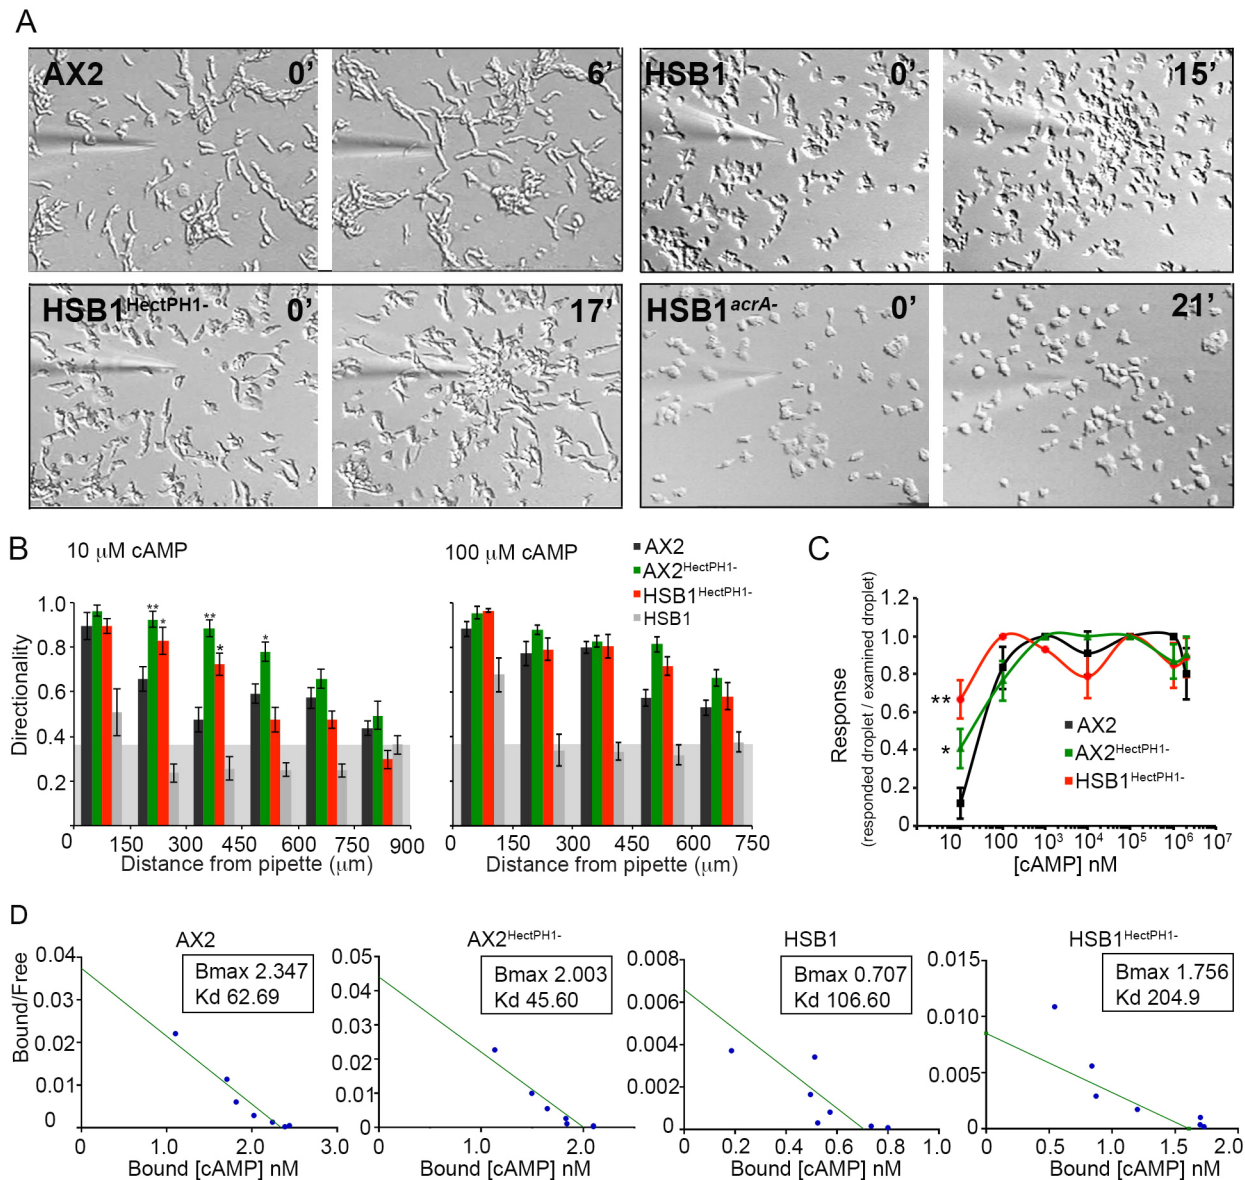 A
AX2 0’ 6’
HSB1 0’ 15’
HSB1HectPH1- 0’ 17’
HSB1acrA- 0’ 21’
B
10 µM cAMP
100 µM cAMP
AX2
AX2HectPH1-
HSB1HectPH1-
HSB1
Directionality
1.0
0.8
0.6
0.4
0.2
** * ** * *
0 150 300 450 600 750 900
Distance from pipette (µm)
0 150 300 450 600 750
Distance from pipette (µm)
C
Response
(responded droplet / examined droplet)
1.2
1.0
0.8
0.6
0.4
0.2
0
**
*
AX2
AX2HectPH1-
HSB1HectPH1-
10 100 10³ 10⁴ 10⁵ 10⁶ 10⁷
[cAMP] nM
D
AX2
Bmax 2.347
Kd 62.69
Bound/Free
0.04
0.03
0.02
0.01
0
0 1.0 2.0 3.0
Bound [cAMP] nM
AX2HectPH1-
Bmax 2.003
Kd 45.60
0.05
0.04
0.03
0.02
0.01
0
0 1.0 2.0
Bound [cAMP] nM
HSB1
Bmax 0.707
Kd 106.60
0.008
0.006
0.004
0.002
0
0 0.2 0.4 0.6 0.8 1.0
Bound [cAMP] nM
HSB1HectPH1-
Bmax 1.756
Kd 204.9
0.015
0.010
0.005
0
0 0.5 1.0 1.5 2.0
Bound [cAMP] nM